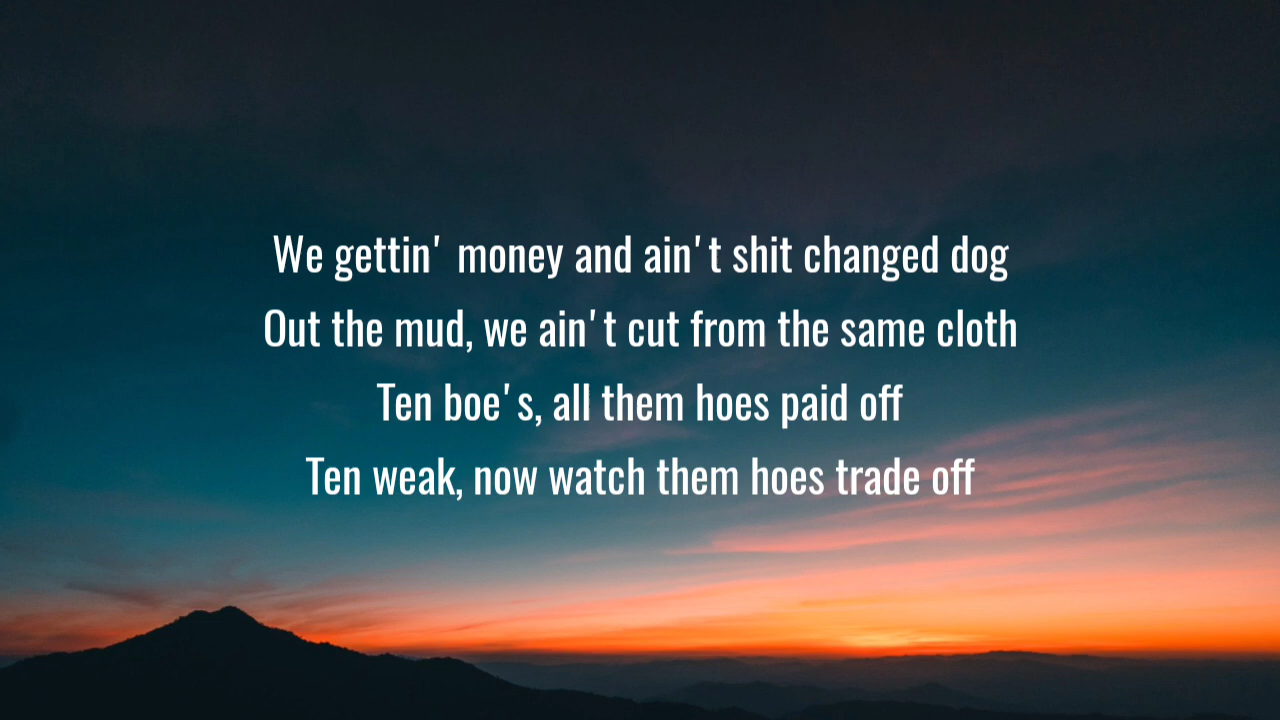 We gettin' money and ain't shit changed dog
Out the mud, we ain't cut from the same cloth
Ten boe's, all them hoes paid off
Ten weak, now watch them hoes trade off